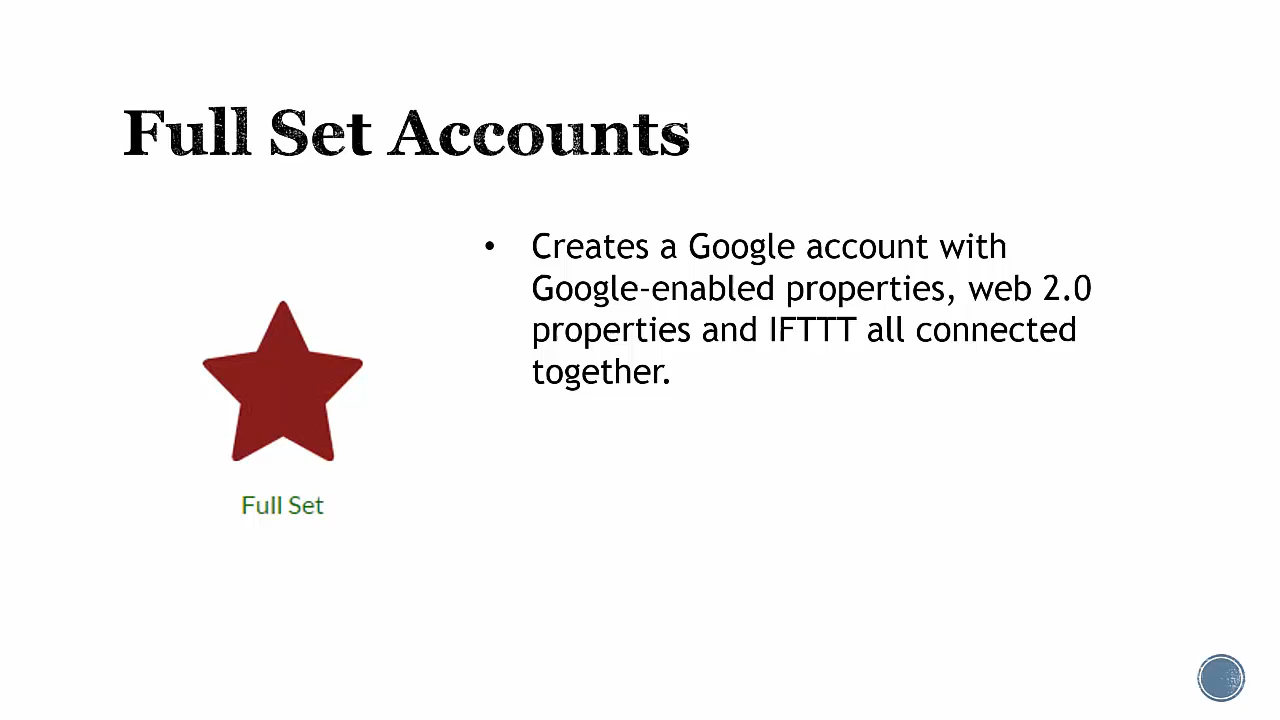 Full Set Accounts
• Creates a Google account with
Google-enabled properties, web 2.0
properties and IFTTT all connected
together.
Full Set